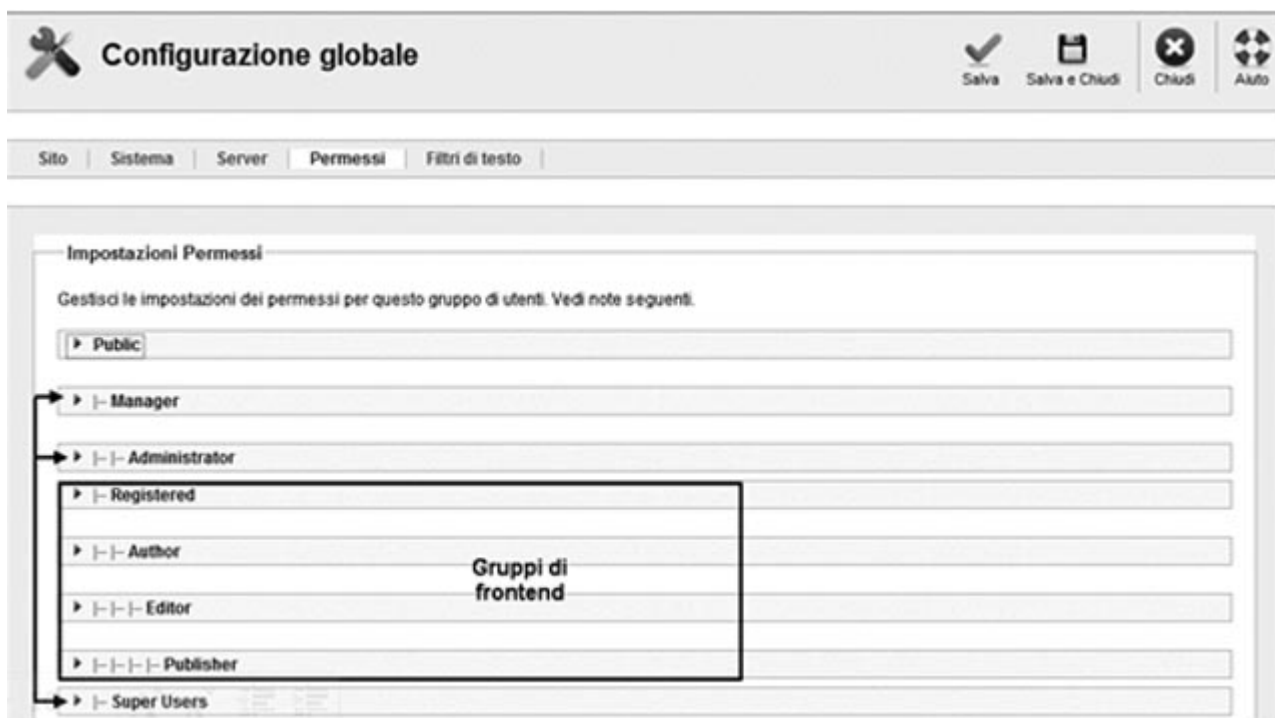 Configurazione globale
Salva
Salva e Chiudi
Chiudi
Aiuto
Sito | Sistema | Server | Permessi | Filtri di testo |
Impostazioni Permessi
Gestisci le impostazioni dei permessi per questo gruppo di utenti. Vedi note seguenti.
Public
|– Manager
|– |– Administrator
|– Registered
|– |– Author
Gruppi di
frontend
|– |– |– Editor
|– |– |– |– Publisher
|– Super Users